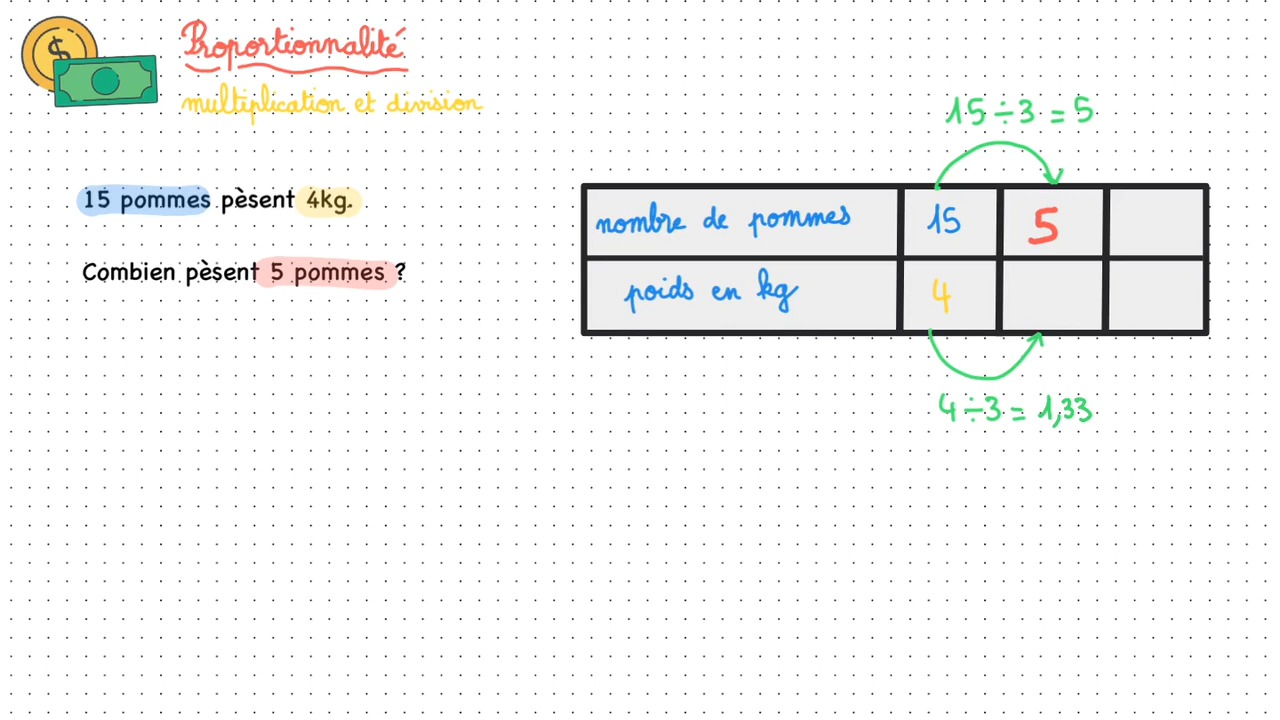 Proportionnalité
multiplication et division
15 pommes pèsent 4kg.
Combien pèsent 5 pommes ?
15 ÷ 3 = 5
nombre de pommes 15 5
poids en kg 4
4 ÷ 3 = 1,33
$